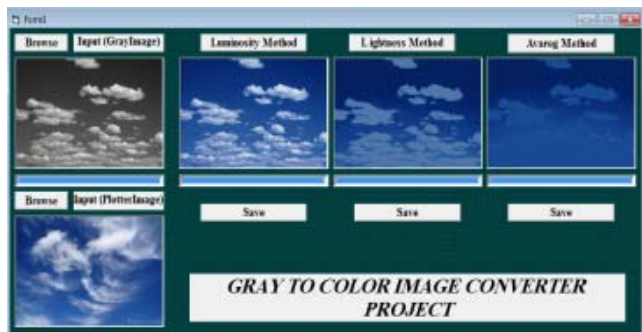 Form1
Browse Input (GrayImage) Luminosity Method Lightness Method Avarog Method
Browse Input (PlotterImage)
Save Save Save
GRAY TO COLOR IMAGE CONVERTER
PROJECT